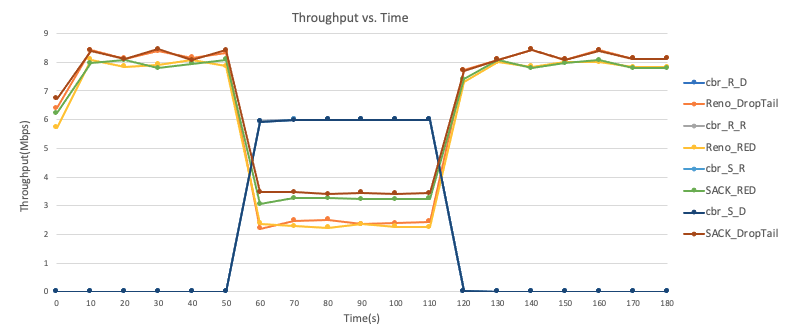 Throughput vs. Time
Throughput(Mbps)
9
8
7
6
5
4
3
2
1
0
0 10 20 30 40 50 60 70 80 90 100 110 120 130 140 150 160 170 180
Time(s)
cbr_R_D
Reno_DropTail
cbr_R_R
Reno_RED
cbr_S_R
SACK_RED
cbr_S_D
SACK_DropTail